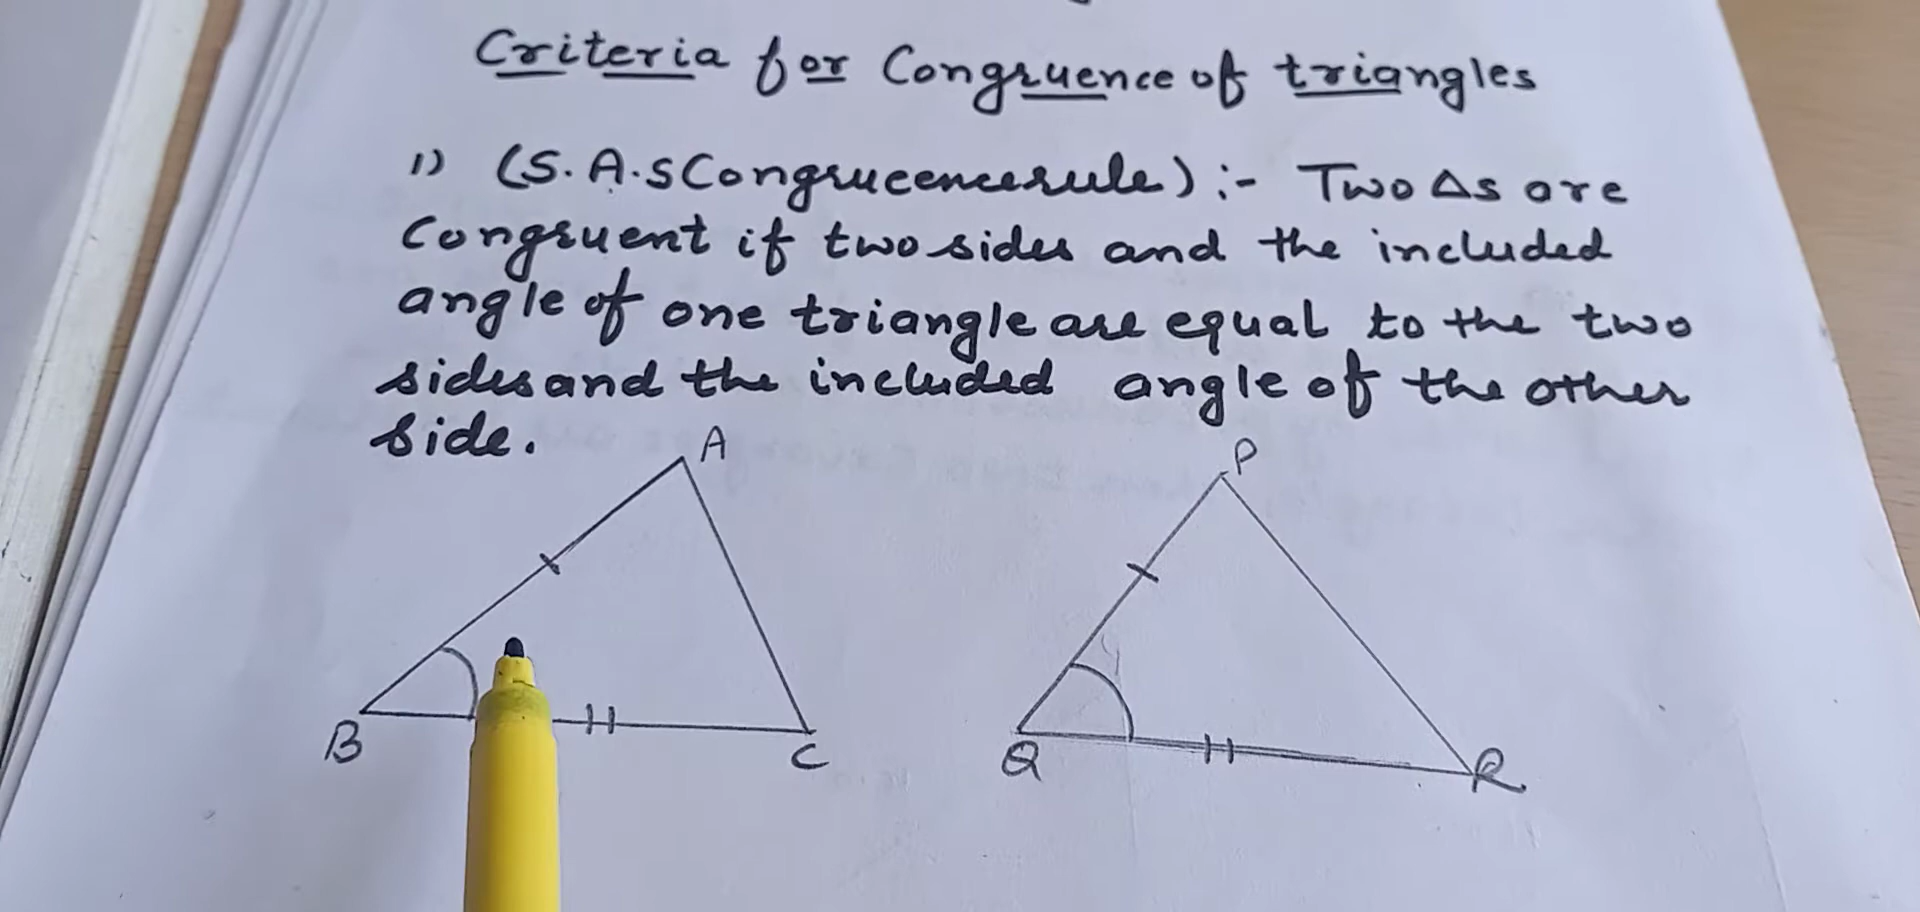 Criteria for Congruence of triangles
1) (S.A.S Congrucence rule) :- Two Δs are
Congruent if two sides and the included
angle of one triangle are equal to the two
sides and the included angle of the other
side.
A
P
B
C
Q
R